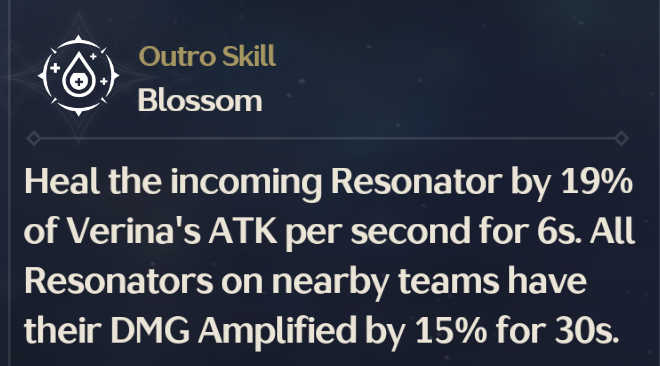 Outro Skill
Blossom
Heal the incoming Resonator by 19%
of Verina's ATK per second for 6s. All
Resonators on nearby teams have
their DMG Amplified by 15% for 30s.